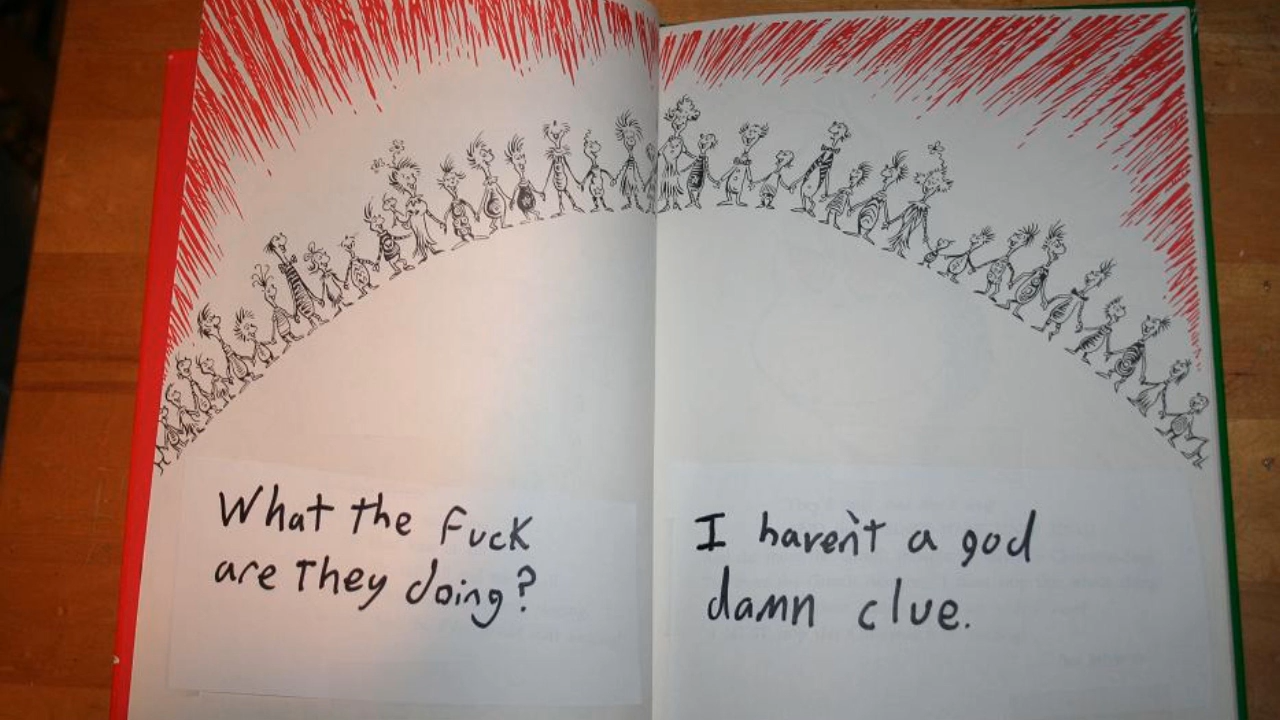 What the Fuck
are They doing?
I haven't a god
damn clue.